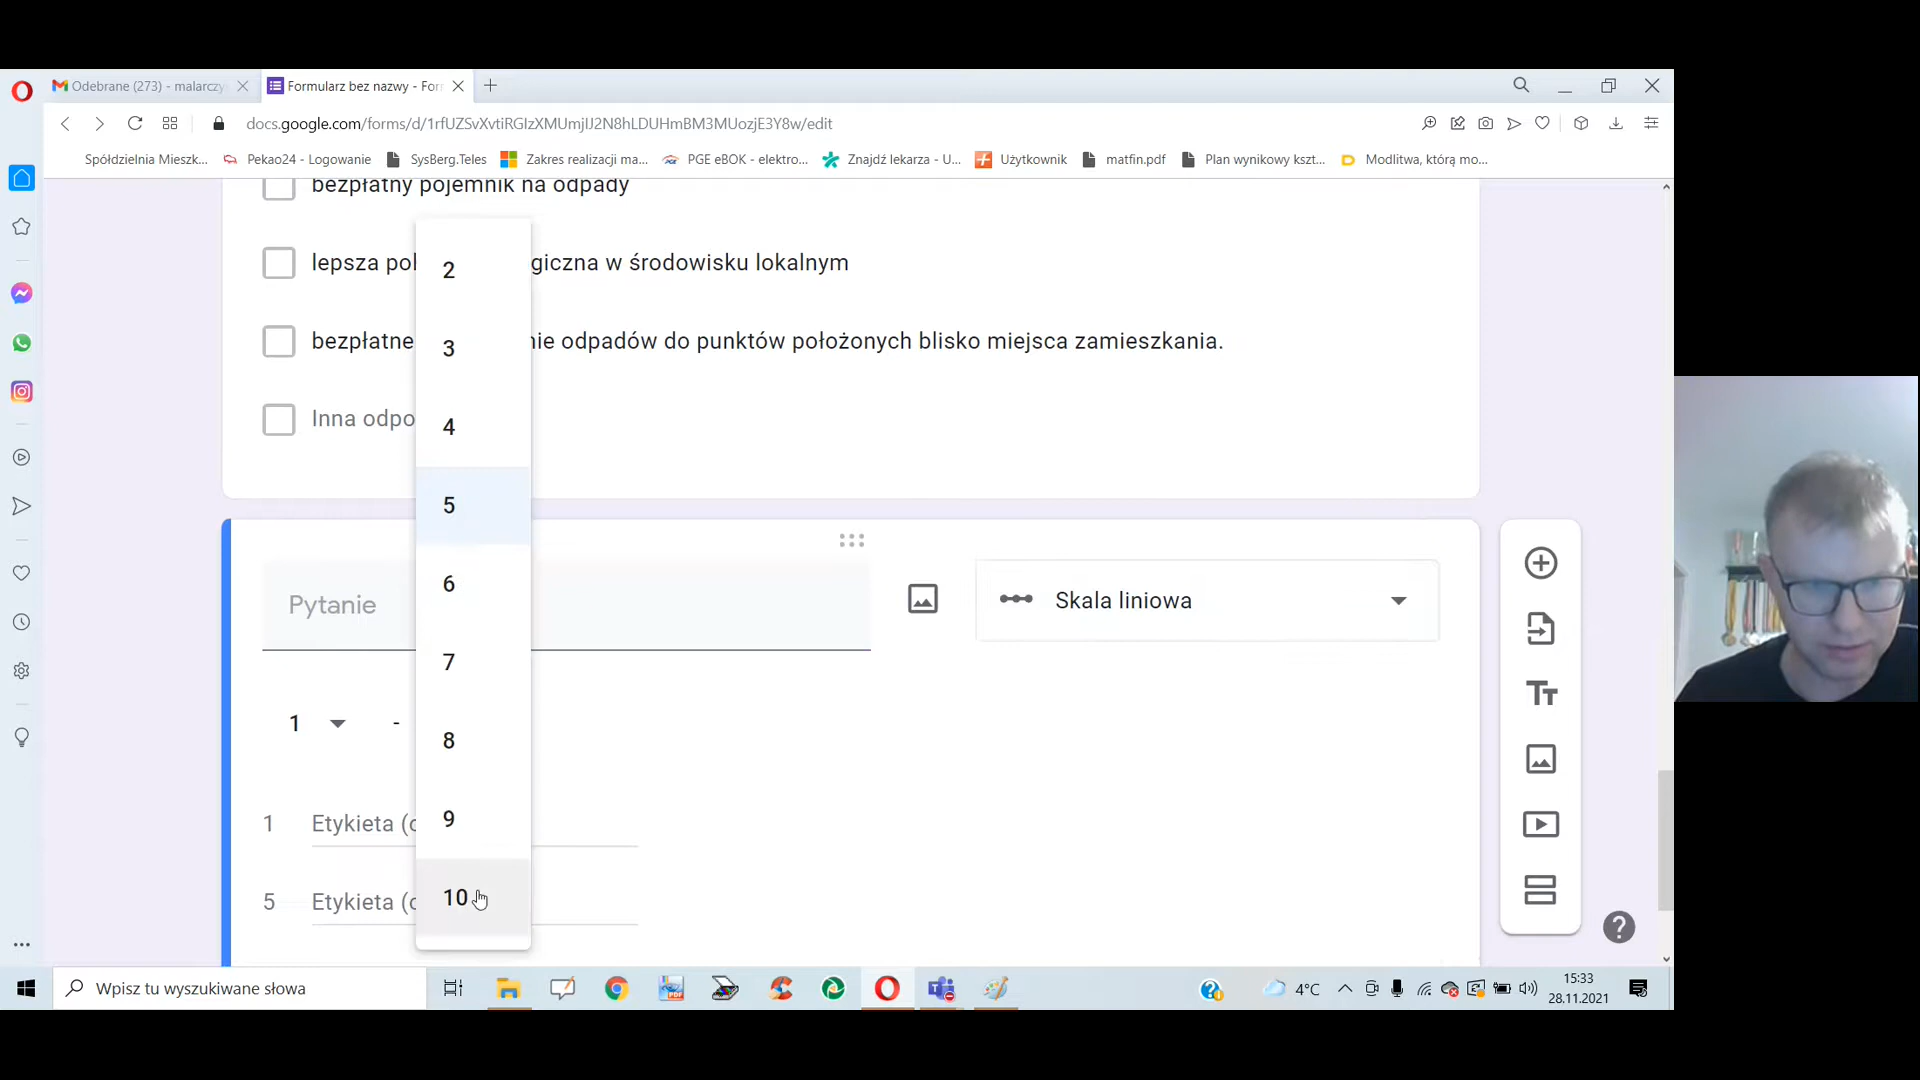 Odebrane (273) - malarczy
Formularz bez nazwy - For
docs.google.com/forms/d/1rfUZSvXvtiRGIzXMUmjIJ2N8hLDUHmBM3MUozjE3Y8w/edit
Spółdzielnia Mieszk...
Pekao24 - Logowanie
SysBerg.Teles
Zakres realizacji ma...
PGE eBOK - elektro...
Znajdź lekarza - U...
Użytkownik
matfin.pdf
Plan wynikowy kszt...
Modlitwa, którą mo...
bezpłatny pojemnik na odpady
lepsza giczna w środowisku lokalnym
bezpłatne nie odpadów do punktów położonych blisko miejsca zamieszkania.
Inna odpo
2
3
4
5
6
7
8
9
10
Pytanie
Skala liniowa
1 -
1 Etykieta (o
5 Etykieta (o
Wpisz tu wyszukiwane słowa
4°C
15:33
28.11.2021